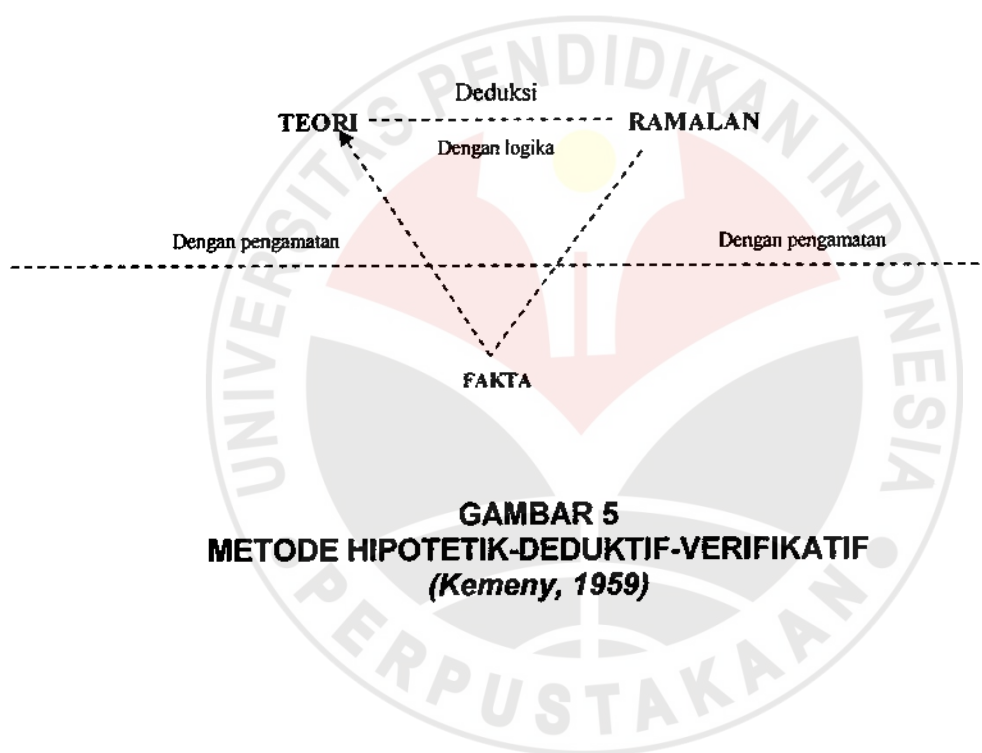 Deduksi
TEORI RAMALAN
Dengan logika
Dengan pengamatan Dengan pengamatan
FAKTA
GAMBAR 5
METODE HIPOTETIK-DEDUKTIF-VERIFIKATIF
(Kemeny, 1959)
UNIVERSITAS PENDIDIKAN INDONESIA
PERPUSTAKAAN